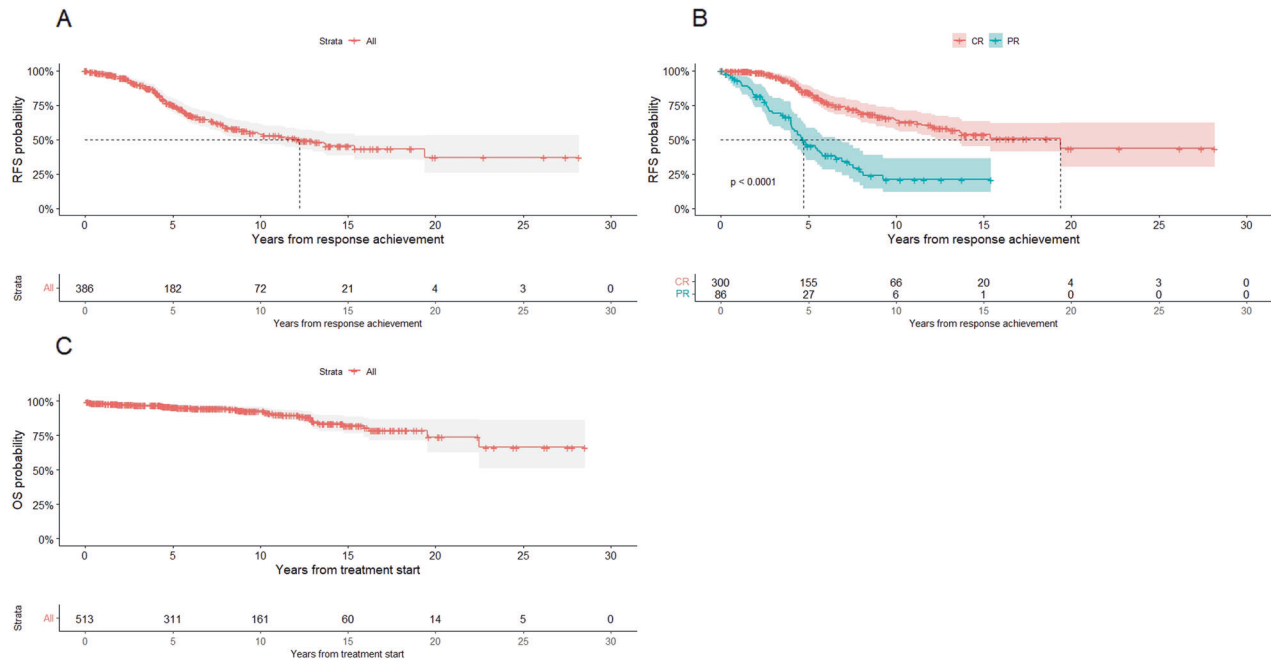 A
Strata All
100%
75%
50%
25%
0%
RFS probability
0 5 10 15 20 25 30
Years from response achievement
Strata
All 386 182 72 21 4 3 0
0 5 10 15 20 25 30
Years from response achievement
B
CR PR
100%
75%
50%
25%
0%
RFS probability
p < 0.0001
0 5 10 15 20 25 30
Years from response achievement
CR 300 155 66 20 4 3 0
PR 86 27 6 1 0 0 0
0 5 10 15 20 25 30
Years from response achievement
C
Strata All
100%
75%
50%
25%
0%
OS probability
0 5 10 15 20 25 30
Years from treatment start
Strata
All 513 311 161 60 14 5 0
0 5 10 15 20 25 30
Years from treatment start